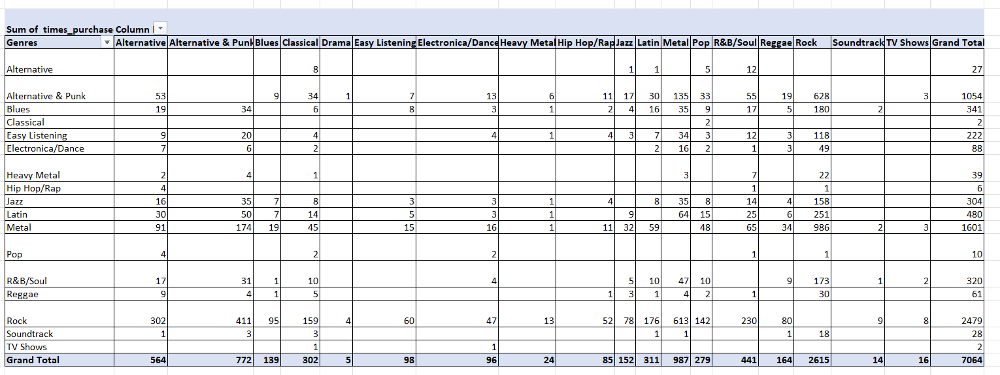 Sum of times_purchase Column
Genres Alternative Alternative & Punk Blues Classical Drama Easy Listening Electronica/Dance Heavy Metal Hip Hop/Rap Jazz Latin Metal Pop R&B/Soul Reggae Rock Soundtrack TV Shows Grand Total
Alternative 8 1 1 5 12 27
Alternative & Punk 53 9 34 1 7 13 6 11 17 30 135 33 55 19 628 3 1054
Blues 19 34 6 8 3 1 2 4 16 35 9 17 5 180 2 341
Classical 2 2
Easy Listening 9 20 4 4 1 4 3 7 34 3 12 3 118 222
Electronica/Dance 7 6 2 2 16 2 1 3 49 88
Heavy Metal 2 4 1 3 7 22 39
Hip Hop/Rap 4 1 1 6
Jazz 16 35 7 8 3 3 1 4 8 35 8 14 4 158 304
Latin 30 50 7 14 5 3 1 9 64 15 25 6 251 480
Metal 91 174 19 45 15 16 1 11 32 59 48 65 34 986 2 3 1601
Pop 4 2 2 1 1 10
R&B/Soul 17 31 1 10 4 5 10 47 10 9 173 1 2 320
Reggae 9 4 1 5 1 3 1 4 2 1 30 61
Rock 302 411 95 159 4 60 47 13 52 78 176 613 142 230 80 9 8 2479
Soundtrack 1 3 3 1 1 1 18 28
TV Shows 1 1 2
Grand Total 564 772 139 302 5 98 96 24 85 152 311 987 279 441 164 2615 14 16 7064